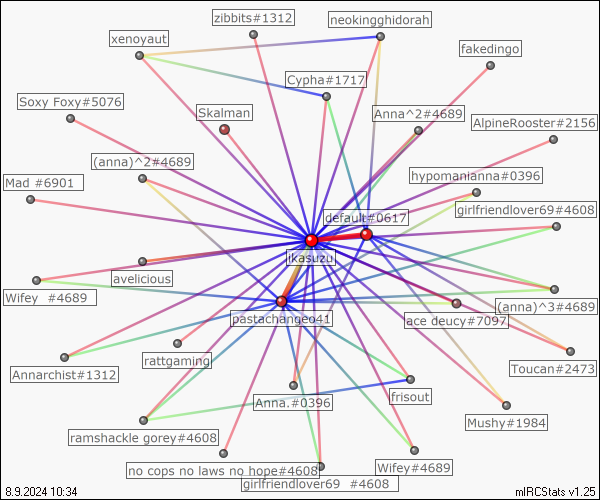 zibbits#1312
neokingghidorah
xenoyaut
fakedingo
Cypha#1717
Soxy Foxy#5076
Skalman
Anna^2#4689
AlpineRooster#2156
(anna)^2#4689
Mad #6901
hypomanianna#0396
default#0617
girlfriendlover69#4608
ikasuzu
avelicious
Wifey  #4689
(anna)^3#4689
pastachangeo41
ace deucy#7097
rattgaming
Toucan#2473
Annarchist#1312
Anna.#0396
frisout
Mushy#1984
ramshackle gorey#4608
no cops no laws no hope#4608
Wifey#4689
girlfriendlover69  #4608
8.9.2024 10:34
mIRCStats v1.25